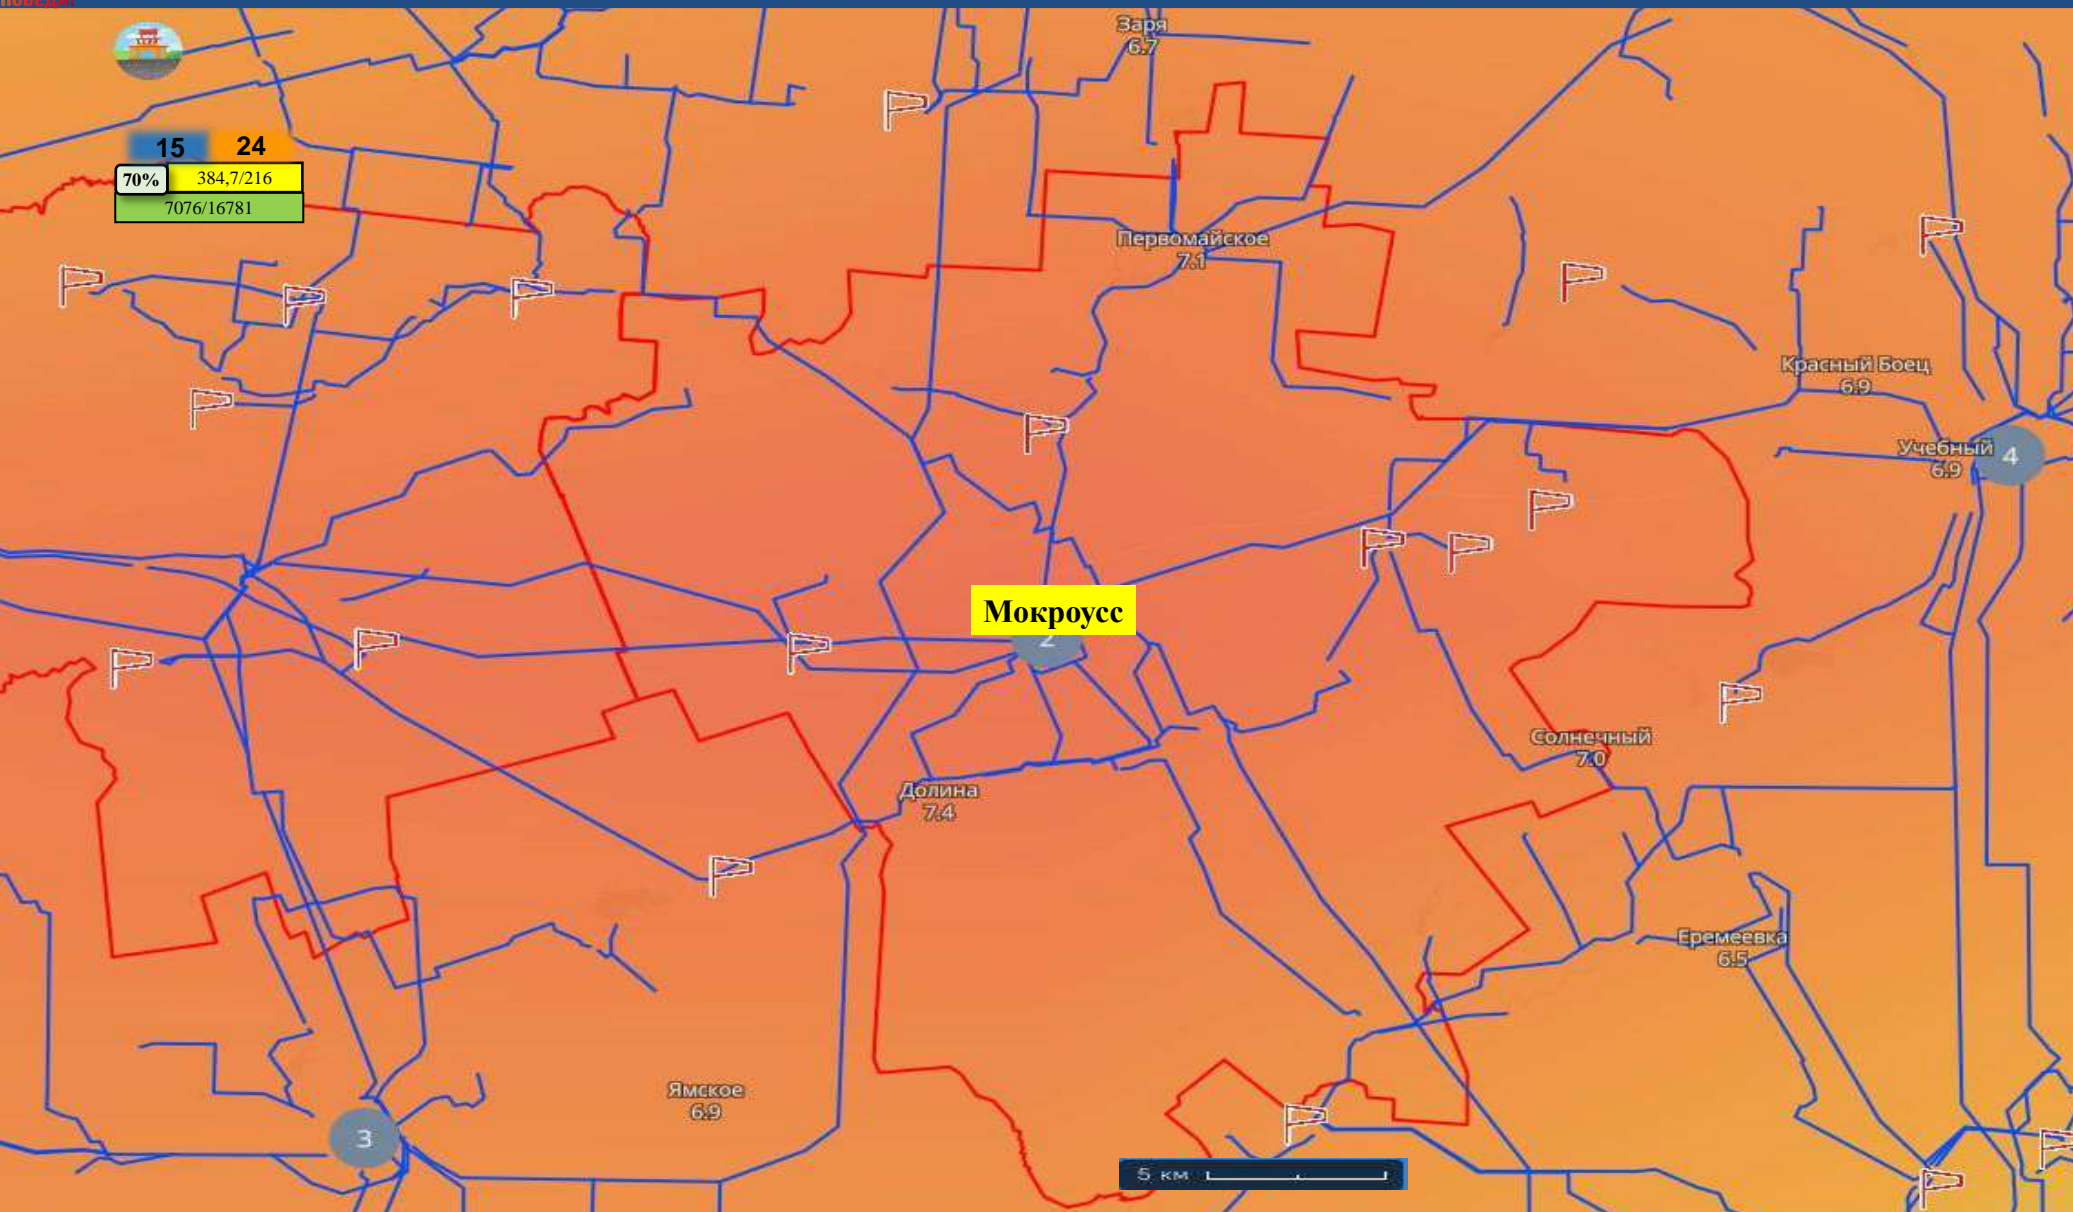 ПОБЕДА!
Заря
6.7
15 24
70% 384,7/216
7076/16781
Первомайское
7.1
Красный Боец
6.9
Учебный
6.9
4
Мокроусс
2
Солнечный
7.0
Долина
7.4
Еремеевка
6.5
Ямское
6.9
3
5 км